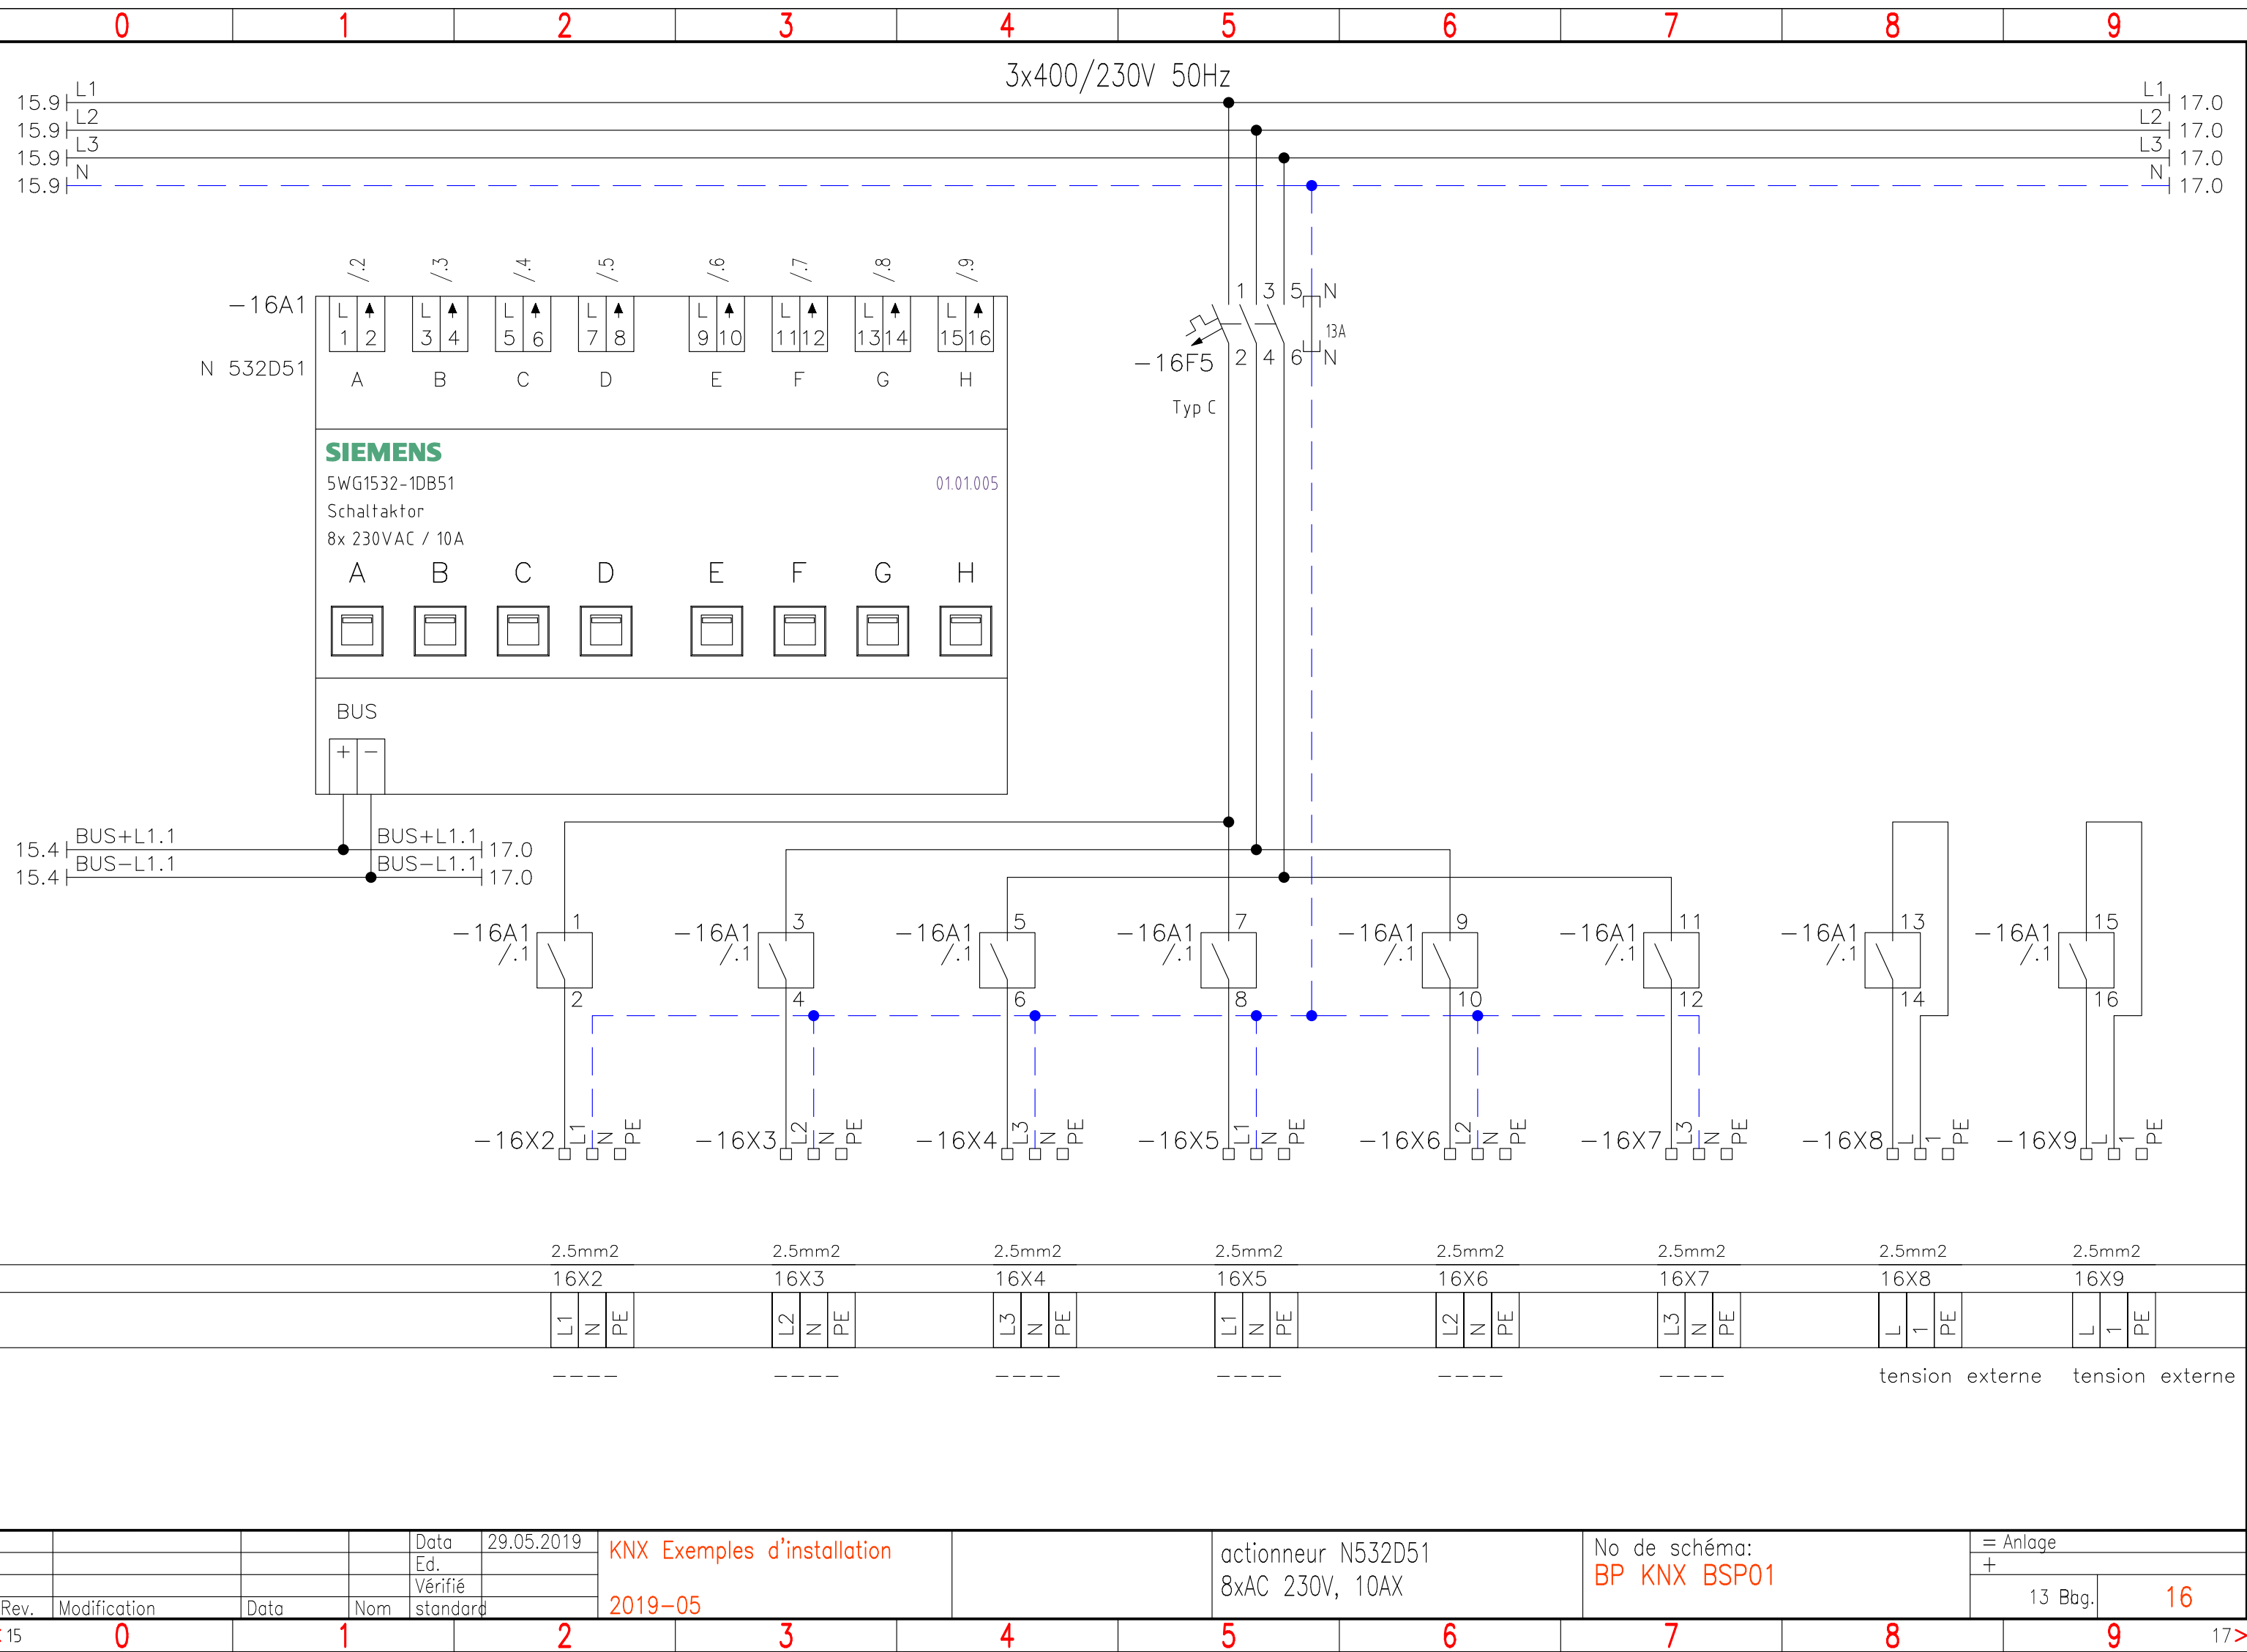 0 1 2 3 4 5 6 7 8 9
3x400/230V 50Hz
15.9 L1 L1 17.0
15.9 L2 L2 17.0
15.9 L3 L3 17.0
15.9 N N 17.0
/.2 /.3 /.4 /.5 /.6 /.7 /.8 /.9
-16A1 L L L L L L L L
1 2 3 4 5 6 7 8 9 10 11 12 13 14 15 16
N 532D51 A B C D E F G H
1 3 5 N
13A
-16F5 2 4 6 N
Typ C
SIEMENS
5WG1532-1DB51 01.01.005
Schaltaktor
8x 230VAC / 10A
A B C D E F G H
BUS
+ -
15.4 BUS+L1.1 BUS+L1.1 17.0
15.4 BUS-L1.1 BUS-L1.1 17.0
1 3 5 7 9 11 13 15
-16A1 -16A1 -16A1 -16A1 -16A1 -16A1 -16A1 -16A1
/.1 /.1 /.1 /.1 /.1 /.1 /.1 /.1
2 4 6 8 10 12 14 16
-16X2 L1 N PE -16X3 L2 N PE -16X4 L3 N PE -16X5 L1 N PE -16X6 L2 N PE -16X7 L3 N PE -16X8 L 1 PE -16X9 L 1 PE
2.5mm2 2.5mm2 2.5mm2 2.5mm2 2.5mm2 2.5mm2 2.5mm2 2.5mm2
16X2 16X3 16X4 16X5 16X6 16X7 16X8 16X9
L1 N PE L2 N PE L3 N PE L1 N PE L2 N PE L3 N PE L 1 PE L 1 PE
---- ---- ---- ---- ---- ---- tension externe tension externe
Data 29.05.2019
Ed.
Vérifié
Rev. Modification Data Nom standard
KNX Exemples d'installation
2019-05
actionneur N532D51
8xAC 230V, 10AX
No de schéma:
BP KNX BSP01
= Anlage
+
13 Bbg. 16
15 0 1 2 3 4 5 6 7 8 9 17>